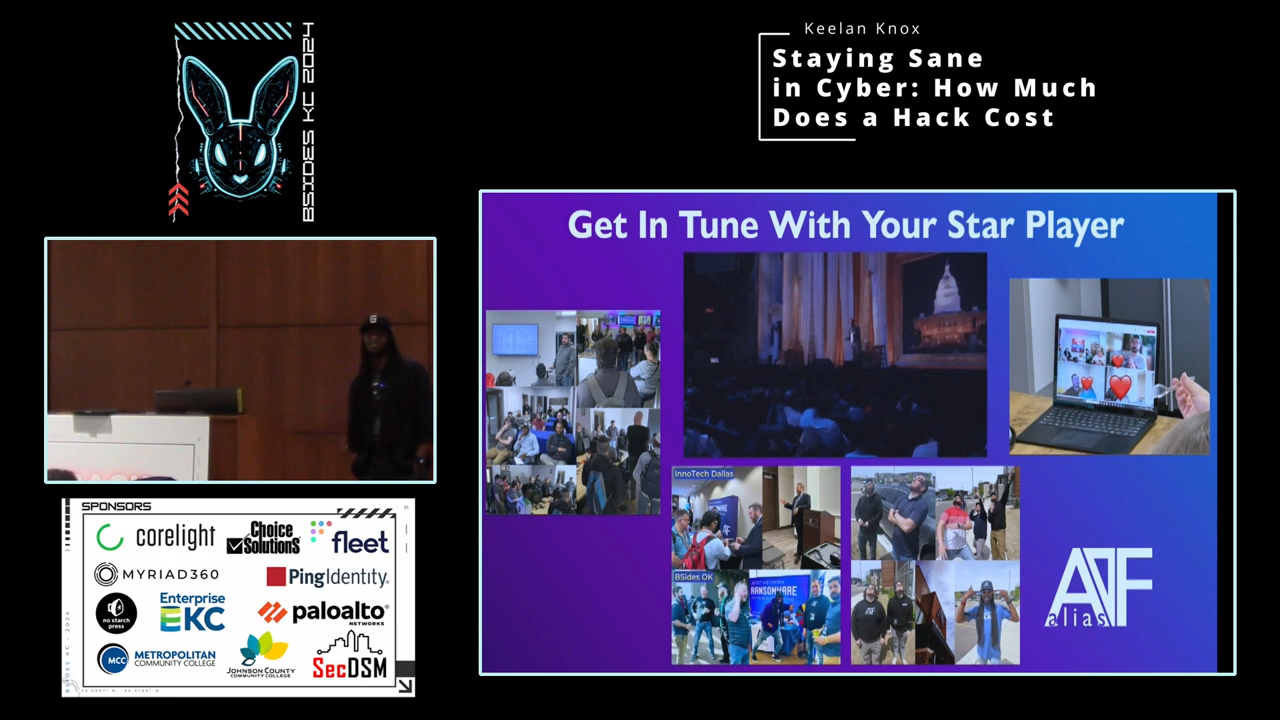 BSIDES KC 2024
Keelan Knox
Staying Sane
in Cyber: How Much
Does a Hack Cost
Get In Tune With Your Star Player
InnoTech Dallas
BSides OK
RANSOMWARE
AF
alias
SPONSORS
corelight
Choice
Solutions
fleet
MYRIAD360
PingIdentity
no starch
press
Enterprise
KC
paloalto
NETWORKS
MCC
METROPOLITAN
COMMUNITY COLLEGE
JOHNSON COUNTY
COMMUNITY COLLEGE
SecDSM